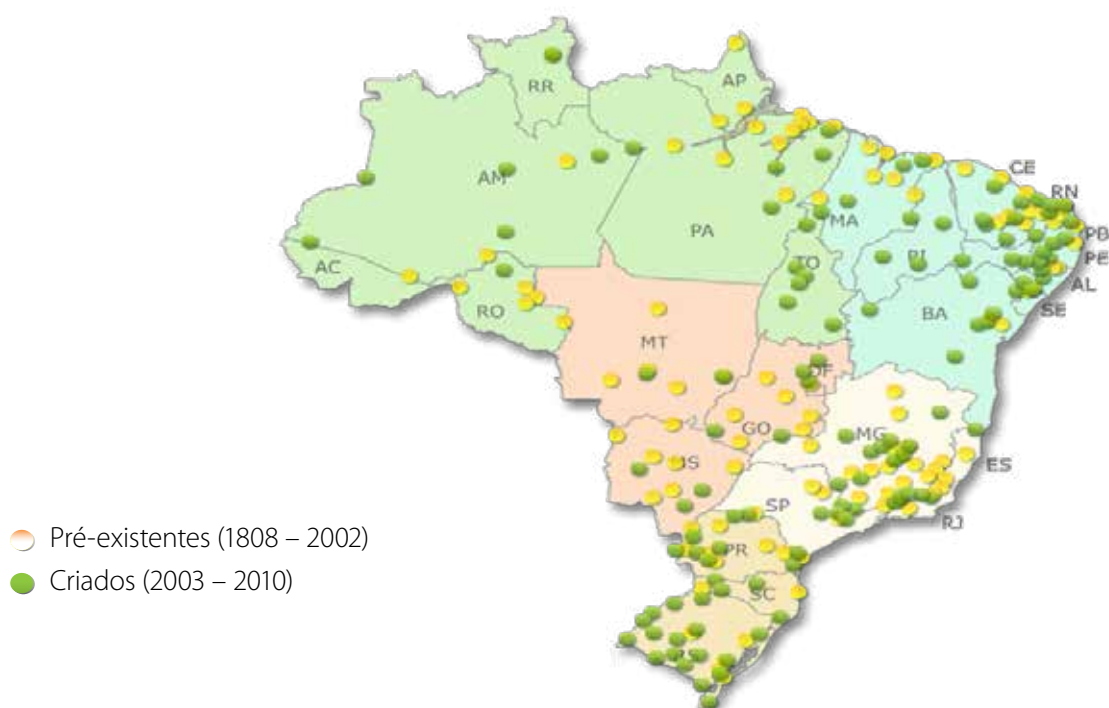 RR
AP
AM
PA
MA
CE
RN
PB
PE
AL
SE
PI
TO
AC
RO
BA
MT
DF
GO
MG
ES
MS
SP
RJ
PR
SC
RS
Pré-existentes (1808 – 2002)
Criados (2003 – 2010)